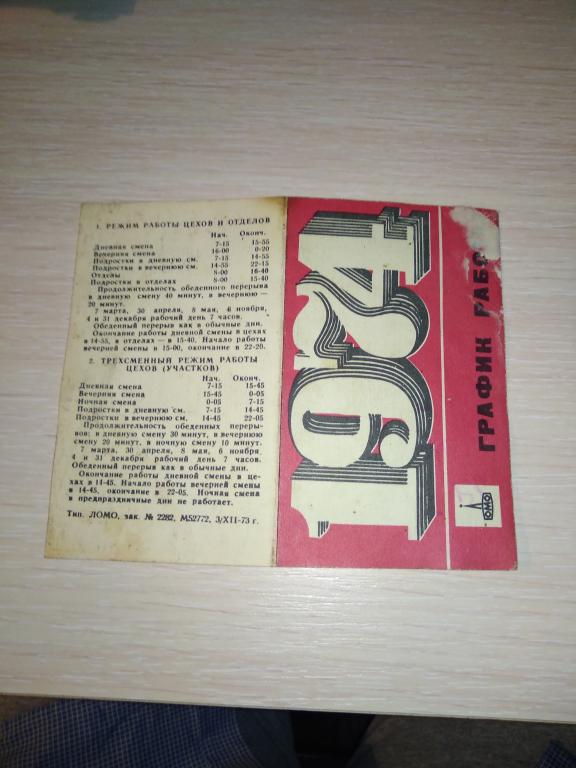 1. РЕЖИМ РАБОТЫ ЦЕХОВ И ОТДЕЛОВ
Нач. Оконч.
Дневная смена 7-15 15-55
Вечерняя смена 16-00 0-20
Подростки в дневную см. 7-15 14-55
Подростки в вечернюю см. 14-55 22-15
Отделы 8-00 16-40
Подростки в отделах 8-00 15-40
Продолжительность обеденного перерыва
в дневную смену 40 минут, в вечернюю —
20 минут.
7 марта, 30 апреля, 8 мая, 6 ноября,
4 и 31 декабря рабочий день 7 часов.
Обеденный перерыв как в обычные дни.
Окончание работы дневной смены в цехах
в 14-55, в отделах — в 15-40. Начало работы
вечерней смены в 15-00, окончание в 22-20.
2. ТРЕХСМЕННЫЙ РЕЖИМ РАБОТЫ
ЦЕХОВ (УЧАСТКОВ)
Нач. Оконч.
Дневная смена 7-15 15-45
Вечерняя смена 15-45 0-05
Ночная смена 0-05 7-15
Подростки в дневную см. 7-15 14-45
Подростки в вечернюю см. 14-45 22-05
Продолжительность обеденных переры-
вов: в дневную смену 30 минут, в вечернюю
смену 20 минут, в ночную смену 10 минут.
7 марта, 30 апреля, 8 мая, 6 ноября,
4 и 31 декабря рабочий день 7 часов.
Обеденный перерыв как в обычные дни.
Окончание работы дневной смены в це-
хах в 14-45. Начало работы вечерней смены
в 14-45, окончание в 22-05. Ночная смена
в предпраздничные дни не работает.
Тип. ЛОМО, зак. № 2282, М52772, 3/XII-73 г.
1974
ГРАФИК РАБО
ЛОМО